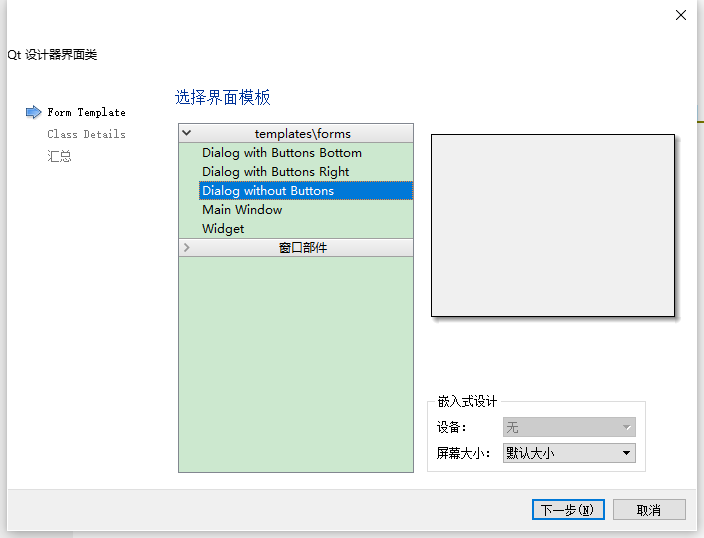 Qt 设计器界面类
Form Template
Class Details
汇总
选择界面模板
templates\forms
Dialog with Buttons Bottom
Dialog with Buttons Right
Dialog without Buttons
Main Window
Widget
窗口部件
嵌入式设计
设备：
无
屏幕大小：
默认大小
下一步(N)
取消